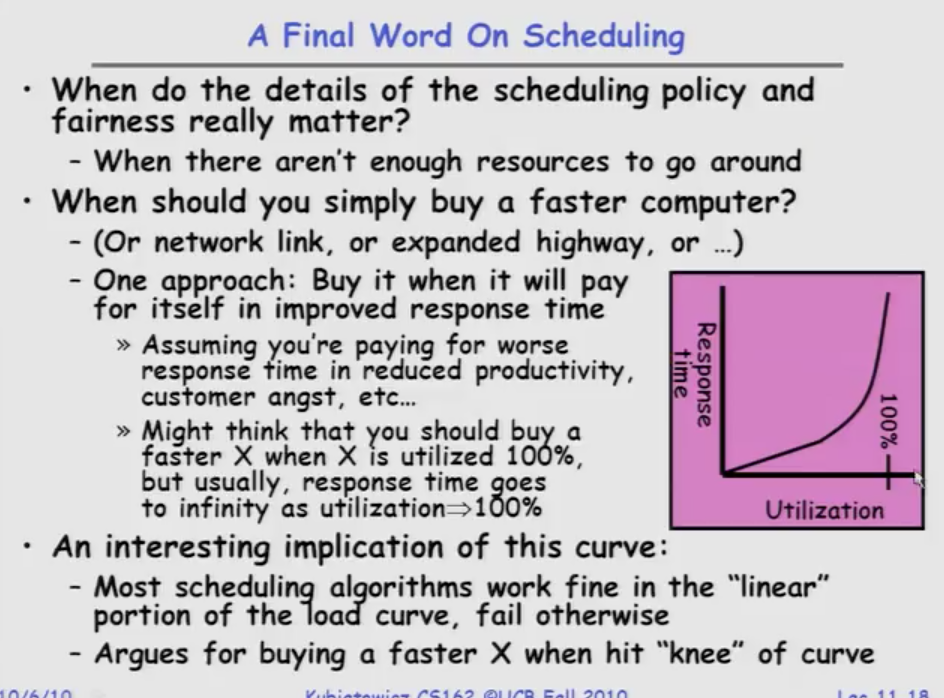 A Final Word On Scheduling
• When do the details of the scheduling policy and
fairness really matter?
– When there aren't enough resources to go around
• When should you simply buy a faster computer?
– (Or network link, or expanded highway, or …)
– One approach: Buy it when it will pay
for itself in improved response time
» Assuming you're paying for worse
response time in reduced productivity,
customer angst, etc…
» Might think that you should buy a
faster X when X is utilized 100%,
but usually, response time goes
to infinity as utilization⇒100%
Response
time
100%
Utilization
• An interesting implication of this curve:
– Most scheduling algorithms work fine in the "linear"
portion of the load curve, fail otherwise
– Argues for buying a faster X when hit "knee" of curve
10/6/10
Kubiatowicz CS162 ©UCB Fall 2010
Lec 11.18